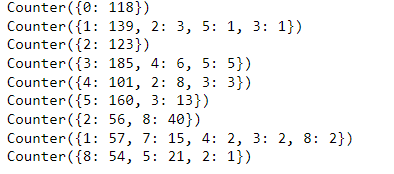 Counter({0: 118})
Counter({1: 139, 2: 3, 5: 1, 3: 1})
Counter({2: 123})
Counter({3: 185, 4: 6, 5: 5})
Counter({4: 101, 2: 8, 3: 3})
Counter({5: 160, 3: 13})
Counter({2: 56, 8: 40})
Counter({1: 57, 7: 15, 4: 2, 3: 2, 8: 2})
Counter({8: 54, 5: 21, 2: 1})